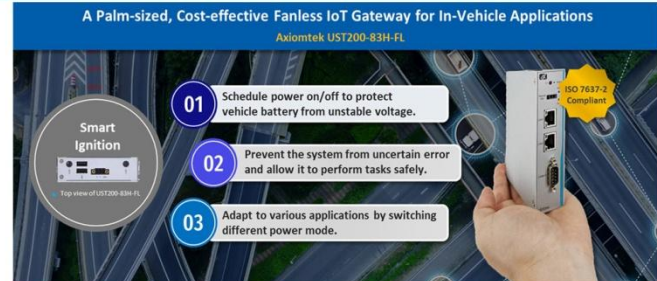 A Palm-sized, Cost-effective Fanless IoT Gateway for In-Vehicle Applications
Axiomtek UST200-83H-FL
Smart
Ignition
Top view of UST200-83H-FL
01
Schedule power on/off to protect
vehicle battery from unstable voltage.
02
Prevent the system from uncertain error
and allow it to perform tasks safely.
03
Adapt to various applications by switching
different power mode.
ISO 7637-2
Compliant